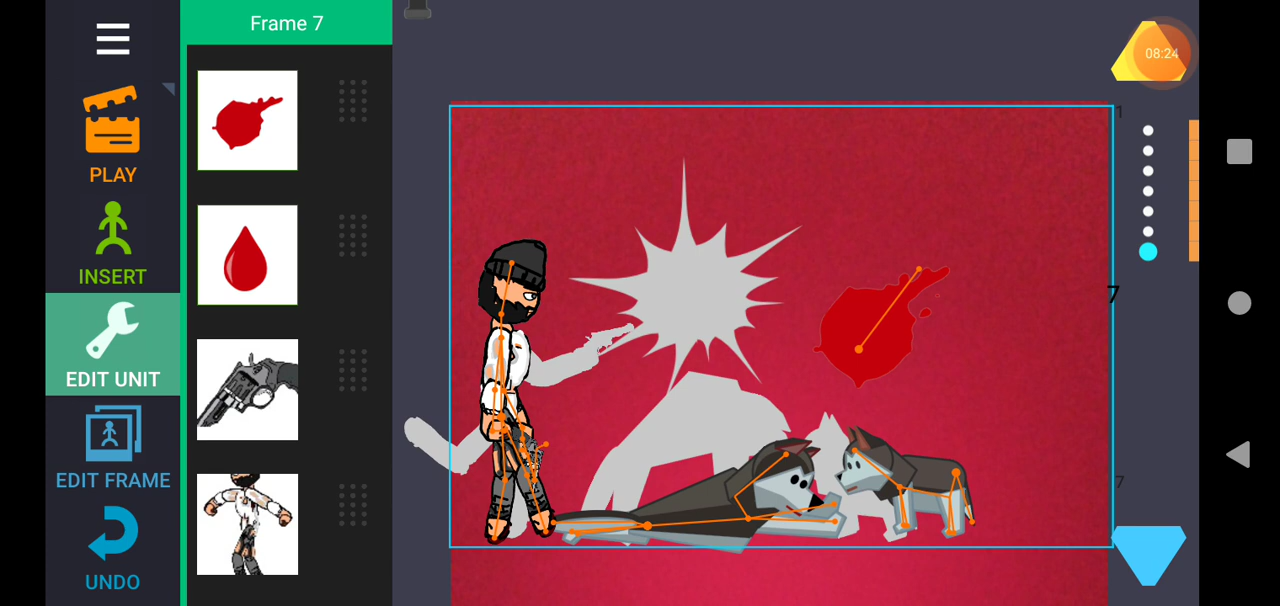 Frame 7
08:24
1
PLAY
INSERT
7
EDIT UNIT
EDIT FRAME
7
UNDO